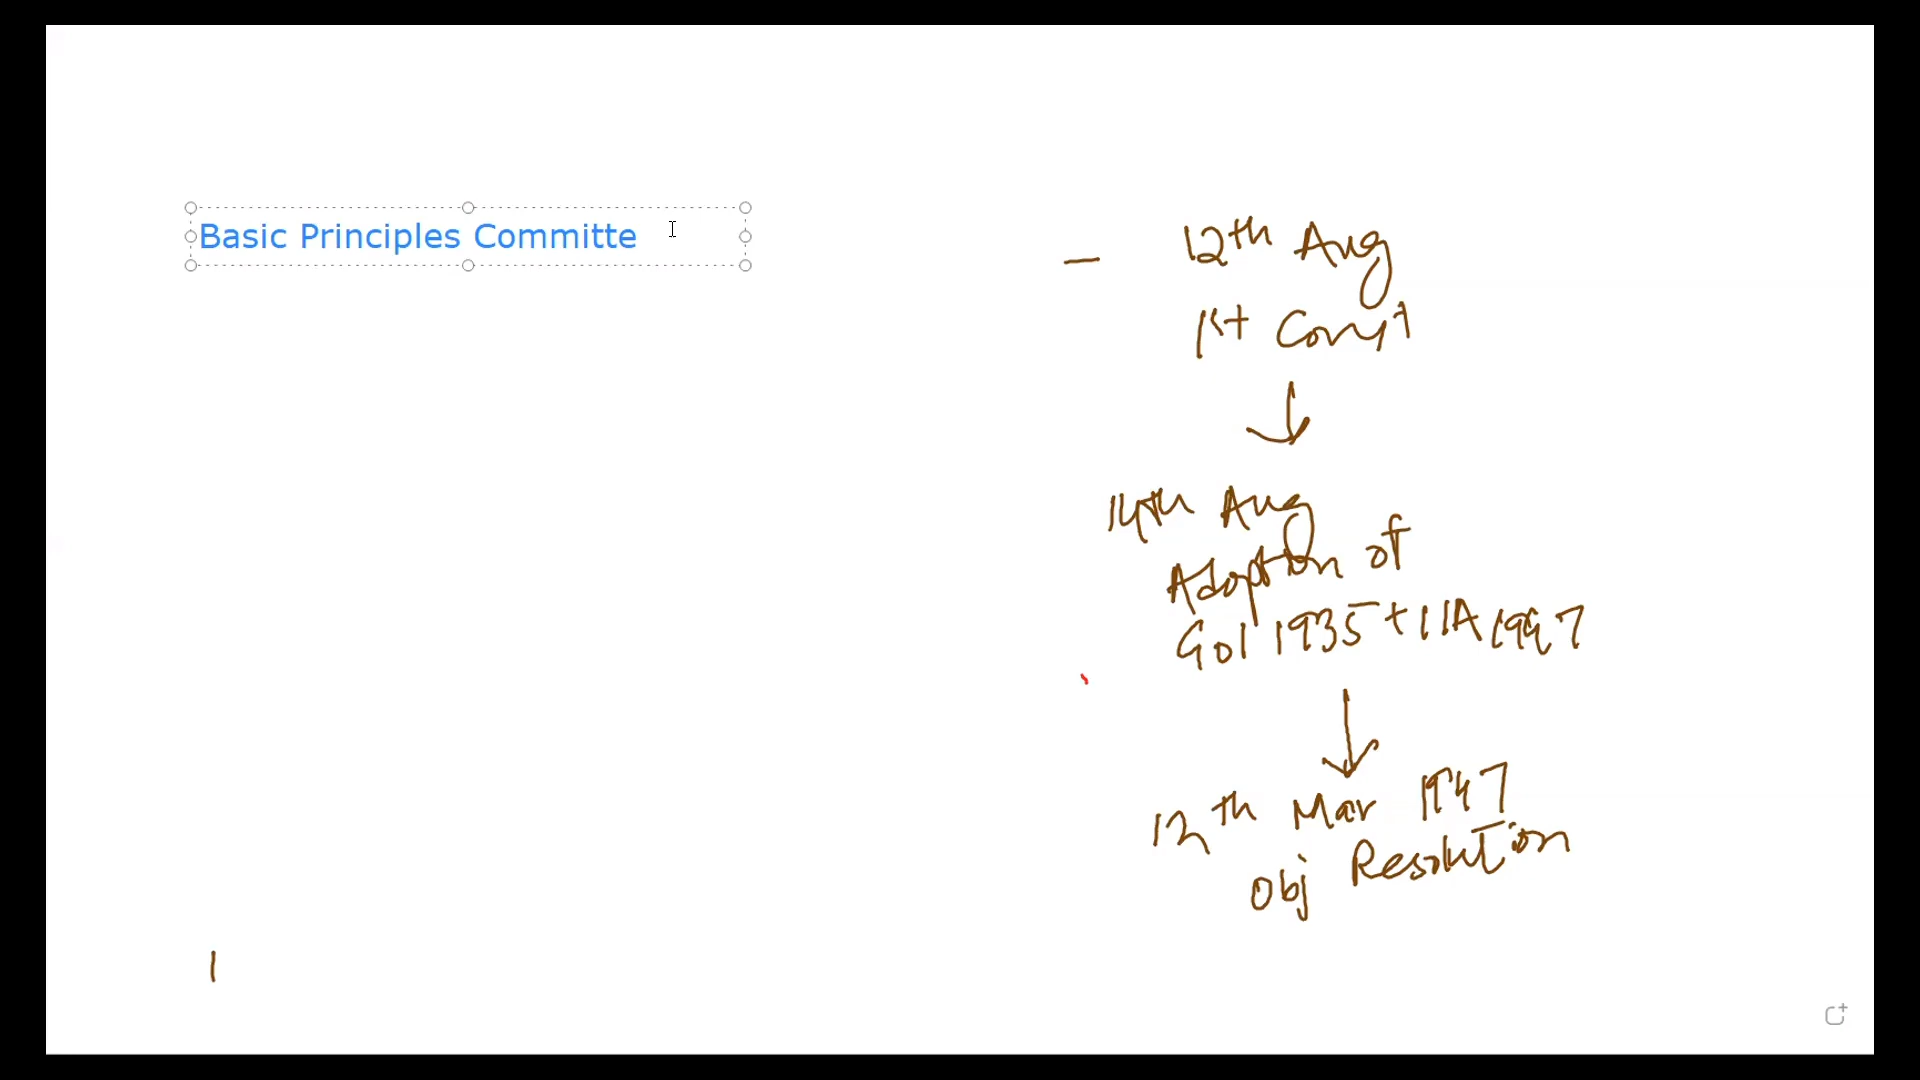 Basic Principles Committe
- 12th Aug
1st Const
14th Aug
Adoption of
GoI 1935 + IIA 1947
12th Mar 1947
Obj Resolution